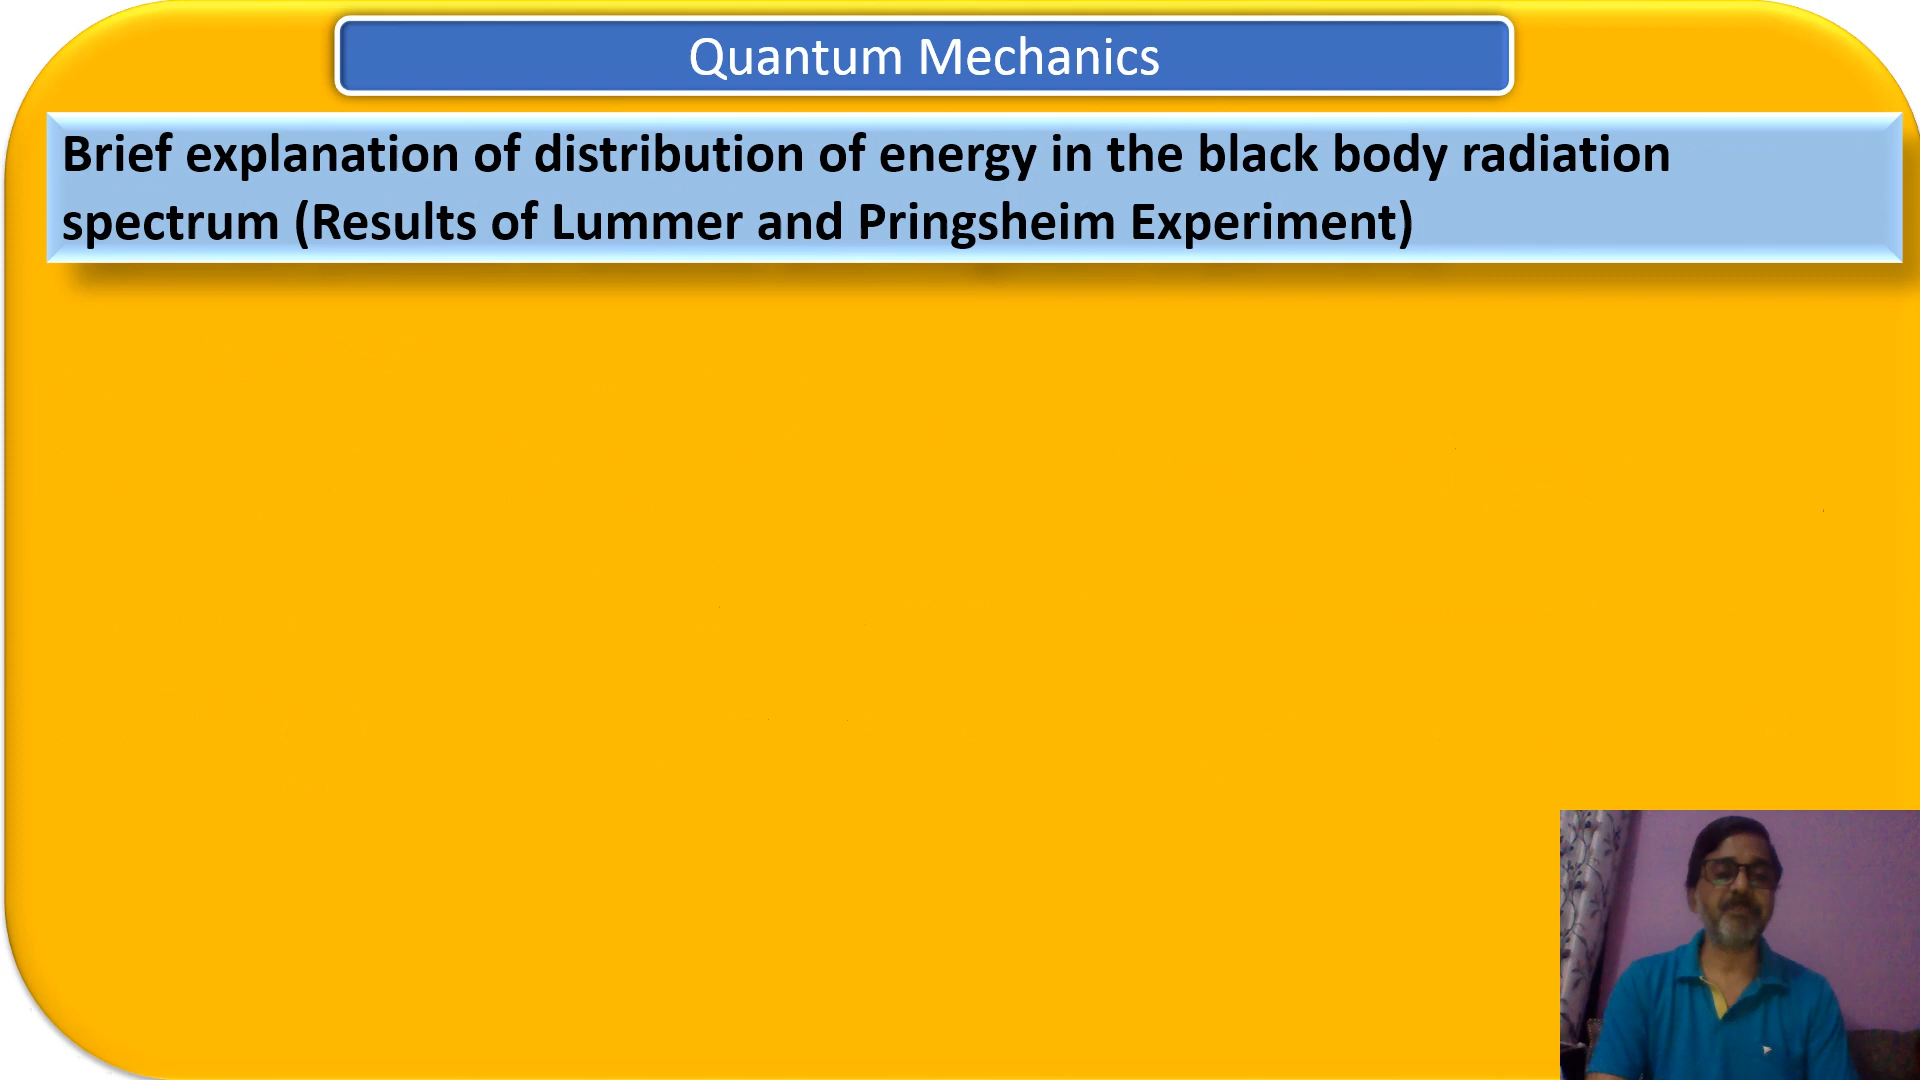 Quantum Mechanics
Brief explanation of distribution of energy in the black body radiation
spectrum (Results of Lummer and Pringsheim Experiment)